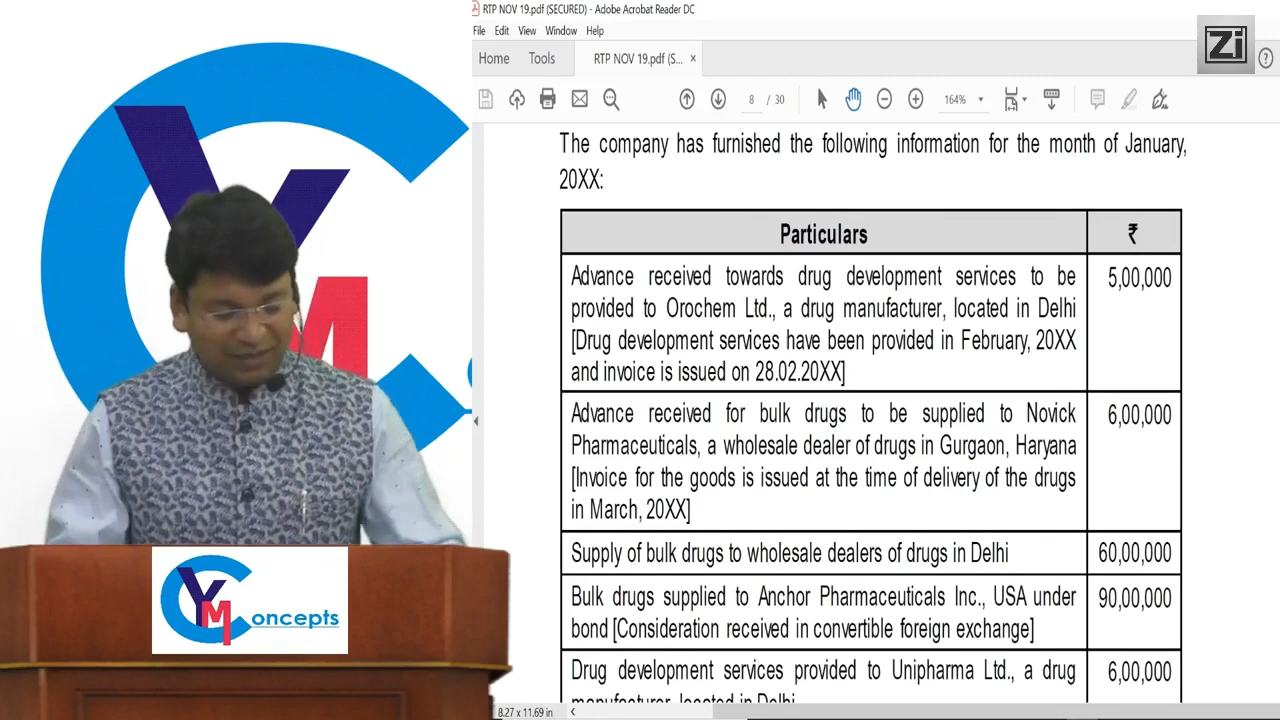 RTP NOV 19.pdf (SECURED) - Adobe Acrobat Reader DC
File Edit View Window Help
Home Tools RTP NOV 19.pdf (S... ×
Zi
8 / 30 164%
The company has furnished the following information for the month of January,
20XX:
Particulars ₹
Advance received towards drug development services to be 5,00,000
provided to Orochem Ltd., a drug manufacturer, located in Delhi
[Drug development services have been provided in February, 20XX
and invoice is issued on 28.02.20XX]
Advance received for bulk drugs to be supplied to Novick 6,00,000
Pharmaceuticals, a wholesale dealer of drugs in Gurgaon, Haryana
[Invoice for the goods is issued at the time of delivery of the drugs
in March, 20XX]
Supply of bulk drugs to wholesale dealers of drugs in Delhi 60,00,000
Bulk drugs supplied to Anchor Pharmaceuticals Inc., USA under 90,00,000
bond [Consideration received in convertible foreign exchange]
Drug development services provided to Unipharma Ltd., a drug 6,00,000
manufacturer, located in Delhi
8.27 x 11.69 in
YM
Concepts